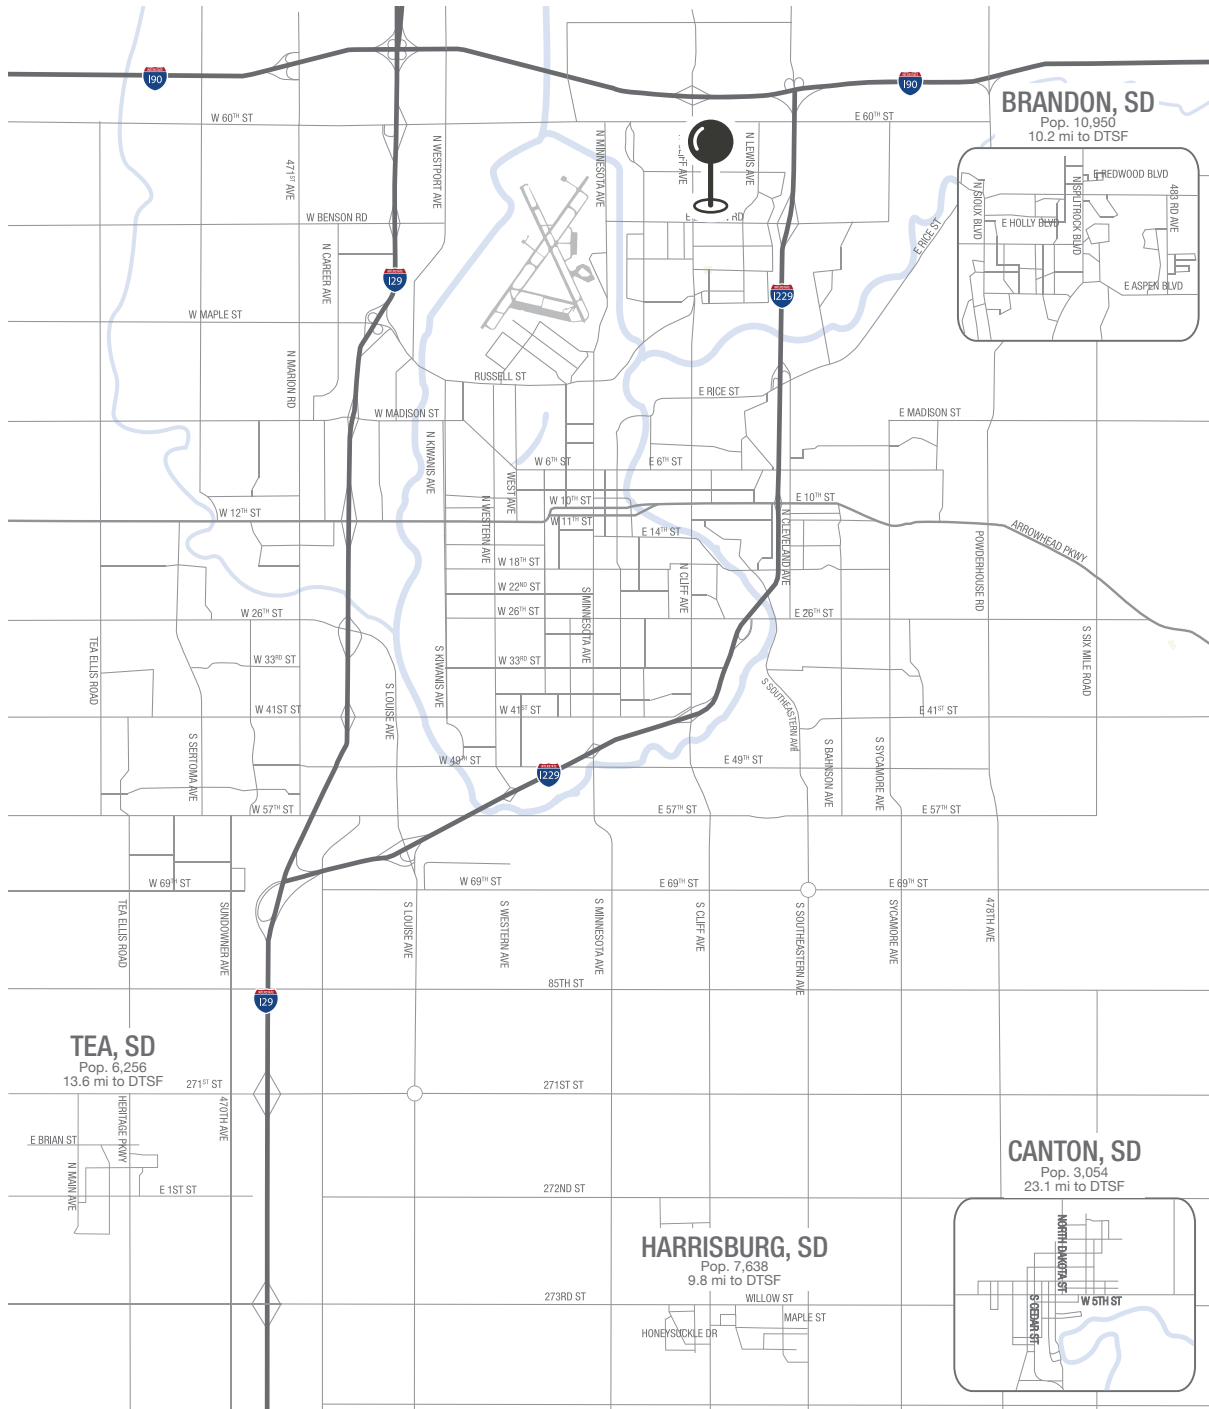 I90
I90
BRANDON, SD
Pop. 10,950
10.2 mi to DTSF
W 60TH ST
E 60TH ST
N WESTPORT AVE
N MINNESOTA AVE
N LEWIS AVE
471ST AVE
E REDWOOD BLVD
N SIOUX BLVD
N SPLITROCK BLVD
483 RD AVE
E HOLLY BLVD
E ASPEN BLVD
W BENSON RD
E RICE ST
N CAREER AVE
I29
I229
W MAPLE ST
N MARION RD
RUSSELL ST
E RICE ST
W MADISON ST
E MADISON ST
N KIWANIS AVE
W 6TH ST
E 6TH ST
WEST AVE
N WESTERN AVE
W 10TH ST
E 10TH ST
W 12TH ST
W 11TH ST
E 14TH ST
N CLEVELAND AVE
ARROWHEAD PKWY
POWDERHOUSE RD
W 18TH ST
N CLIFF AVE
W 22ND ST
S MINNESOTA AVE
W 26TH ST
W 26TH ST
E 26TH ST
TEA ELLIS ROAD
S SIX MILE ROAD
W 33RD ST
W 33RD ST
S KIWANIS AVE
S LOUISE AVE
S SOUTHEASTERN AVE
W 41ST ST
W 41ST ST
E 41ST ST
S SERTOMA AVE
S BAHNSON AVE
S SYCAMORE AVE
W 49TH ST
E 49TH ST
I229
W 57TH ST
E 57TH ST
E 57TH ST
W 69TH ST
W 69TH ST
E 69TH ST
E 69TH ST
TEA ELLIS ROAD
SUNDOWNER AVE
S LOUISE AVE
S WESTERN AVE
S MINNESOTA AVE
S CLIFF AVE
S SOUTHEASTERN AVE
SYCAMORE AVE
478TH AVE
85TH ST
I29
TEA, SD
Pop. 6,256
13.6 mi to DTSF
271ST ST
271ST ST
HERITAGE PKWY
470TH AVE
E BRIAN ST
N MAIN AVE
E 1ST ST
272ND ST
CANTON, SD
Pop. 3,054
23.1 mi to DTSF
NORTH DAKOTA ST
W 5TH ST
S CEDAR ST
HARRISBURG, SD
Pop. 7,638
9.8 mi to DTSF
273RD ST
WILLOW ST
MAPLE ST
HONEYSUCKLE DR